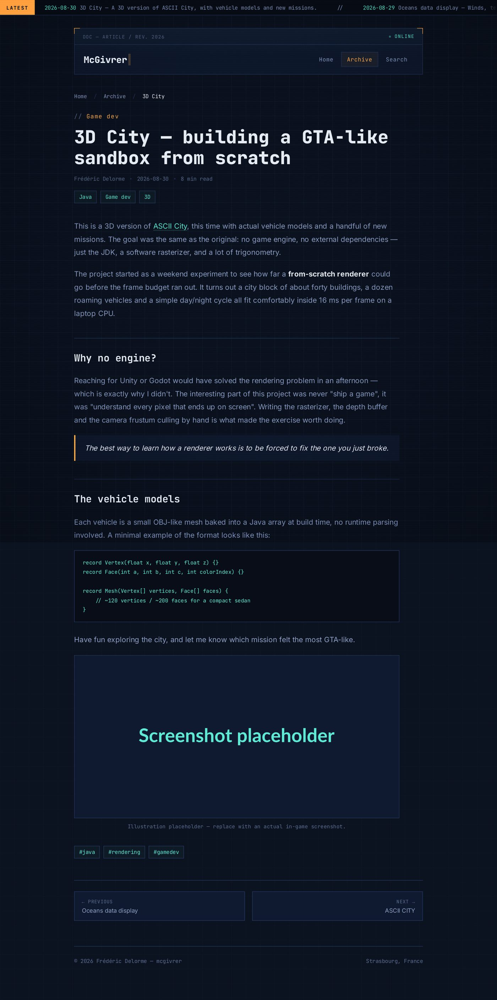 LATEST 2026-08-30 3D City — A 3D version of ASCII City, with vehicle models and new missions. // 2026-08-29 Oceans data display — Winds,
DOC — ARTICLE / REV. 2026 • ONLINE
McGivrer Home Archive Search
Home / Archive / 3D City
// Game dev
3D City — building a GTA-like
sandbox from scratch
Frédéric Delorme • 2026-08-30 • 8 min read
Java Game dev 3D
This is a 3D version of ASCII City, this time with actual vehicle models and a handful of new
missions. The goal was the same as the original: no game engine, no external dependencies —
just the JDK, a software rasterizer, and a lot of trigonometry.
The project started as a weekend experiment to see how far a from-scratch renderer could
go before the frame budget ran out. It turns out a city block of about forty buildings, a dozen
roaming vehicles and a simple day/night cycle all fit comfortably inside 16 ms per frame on a
laptop CPU.
Why no engine?
Reaching for Unity or Godot would have solved the rendering problem in an afternoon —
which is exactly why I didn't. The interesting part of this project was never "ship a game", it
was "understand every pixel that ends up on screen". Writing the rasterizer, the depth buffer
and the camera frustum culling by hand is what made the exercise worth doing.
The best way to learn how a renderer works is to be forced to fix the one you just broke.
The vehicle models
Each vehicle is a small OBJ-like mesh baked into a Java array at build time, no runtime parsing
involved. A minimal example of the format looks like this:
record Vertex(float x, float y, float z) {}
record Face(int a, int b, int c, int colorIndex) {}
record Mesh(Vertex[] vertices, Face[] faces) {
// ~120 vertices / ~200 faces for a compact sedan
}
Have fun exploring the city, and let me know which mission felt the most GTA-like.
Screenshot placeholder
Illustration placeholder — replace with an actual in-game screenshot.
#java #rendering #gamedev
← PREVIOUS
Oceans data display
NEXT →
ASCII CITY
© 2026 Frédéric Delorme — mcgivrer Strasbourg, France